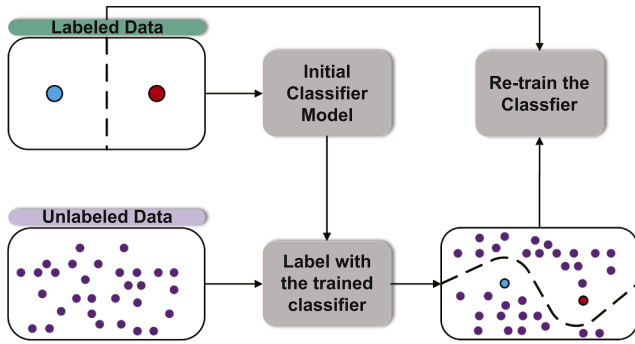 Labeled Data
Initial
Classifier
Model
Re-train the
Classfier
Unlabeled Data
Label with
the trained
classifier